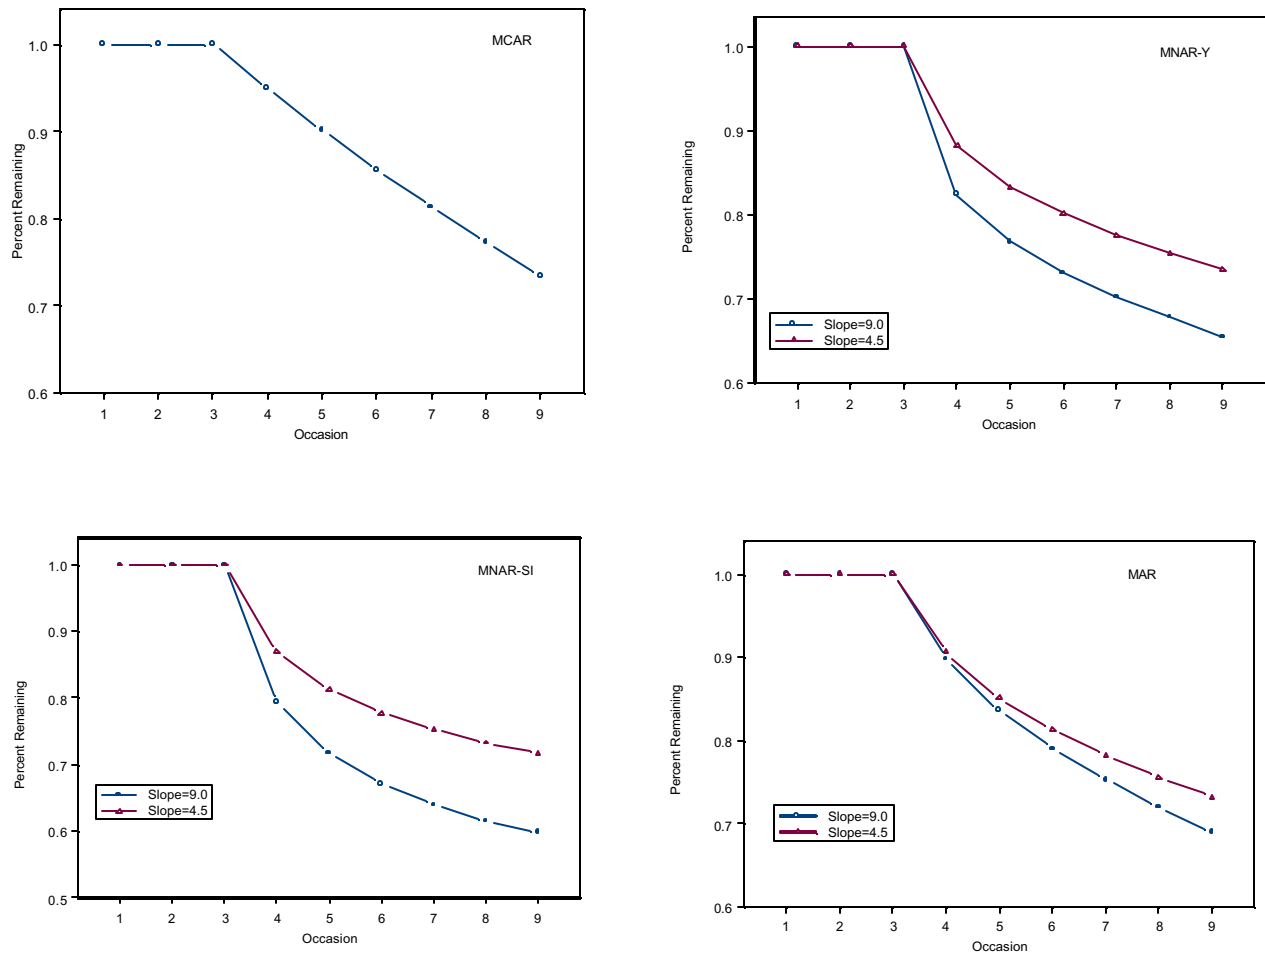 MCAR
Percent Remaining
1.0
0.9
0.8
0.7
0.6
1 2 3 4 5 6 7 8 9
Occasion
MNAR-Y
Percent Remaining
1.0
0.9
0.8
0.7
0.6
Slope=9.0
Slope=4.5
1 2 3 4 5 6 7 8 9
Occasion
MNAR-SI
Percent Remaining
1.0
0.9
0.8
0.7
0.6
0.5
Slope=9.0
Slope=4.5
1 2 3 4 5 6 7 8 9
Occasion
MAR
Percent Remaining
1.0
0.9
0.8
0.7
0.6
Slope=9.0
Slope=4.5
1 2 3 4 5 6 7 8 9
Occasion